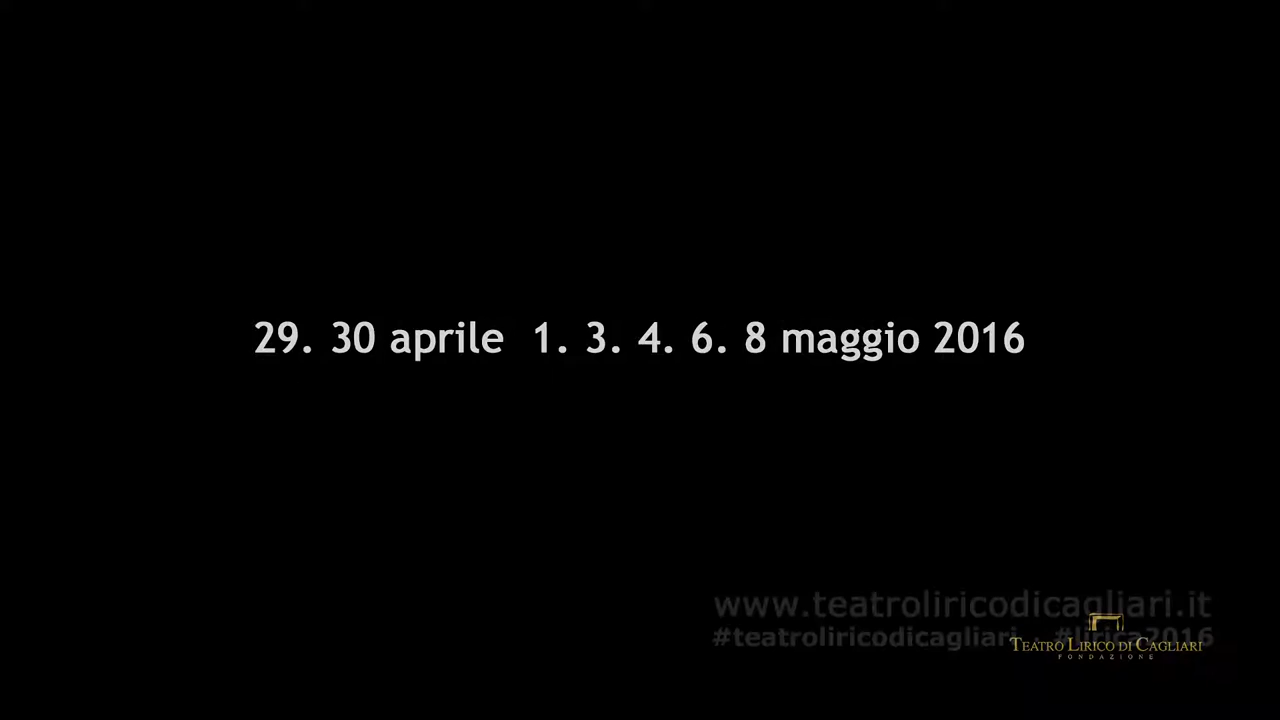 29. 30 aprile  1. 3. 4. 6. 8 maggio 2016
www.teatroliricodicagliari.it
#teatroliricodicagliari #lirica2016
TEATRO LIRICO DI CAGLIARI
FONDAZIONE